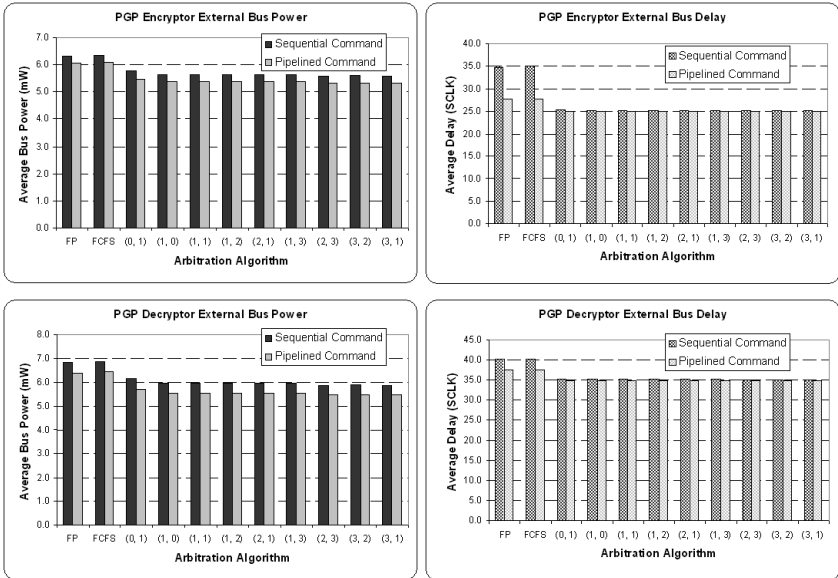 PGP Encryptor External Bus Power
Sequential Command
Pipelined Command
7.0
6.0
5.0
4.0
3.0
2.0
1.0
0.0
Average Bus Power (mW)
FP FCFS (0, 1) (1, 0) (1, 1) (1, 2) (2, 1) (1, 3) (2, 3) (3, 2) (3, 1)
Arbitration Algorithm
PGP Encryptor External Bus Delay
Sequential Command
Pipelined Command
40.0
35.0
30.0
25.0
20.0
15.0
10.0
5.0
0.0
Average Delay (SCLK)
FP FCFS (0, 1) (1, 0) (1, 1) (1, 2) (2, 1) (1, 3) (2, 3) (3, 2) (3, 1)
Arbitration Algorithm
PGP Decryptor External Bus Power
Sequential Command
Pipelined Command
8.0
7.0
6.0
5.0
4.0
3.0
2.0
1.0
0.0
Average Bus Power (mW)
FP FCFS (0, 1) (1, 0) (1, 1) (1, 2) (2, 1) (1, 3) (2, 3) (3, 2) (3, 1)
Arbitration Algorithm
PGP Decryptor External Bus Delay
Sequential Command
Pipelined Command
45.0
40.0
35.0
30.0
25.0
20.0
15.0
10.0
5.0
0.0
Average Delay (SCLK)
FP FCFS (0, 1) (1, 0) (1, 1) (1, 2) (2, 1) (1, 3) (2, 3) (3, 2) (3, 1)
Arbitration Algorithm